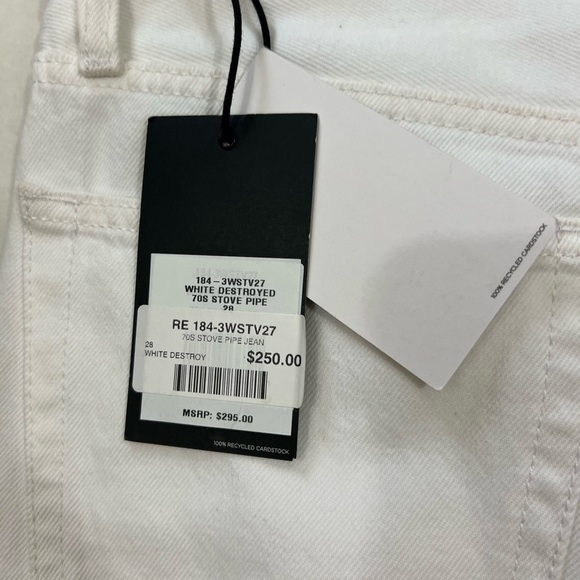 184-3WSTV27
WHITE DESTROYED
70S STOVE PIPE
28
RE 184-3WSTV27
70S STOVE PIPE JEAN
28
WHITE DESTROY
$250.00
MSRP: $295.00
100% RECYCLED CARDSTOCK
100% RECYCLED CARDSTOCK